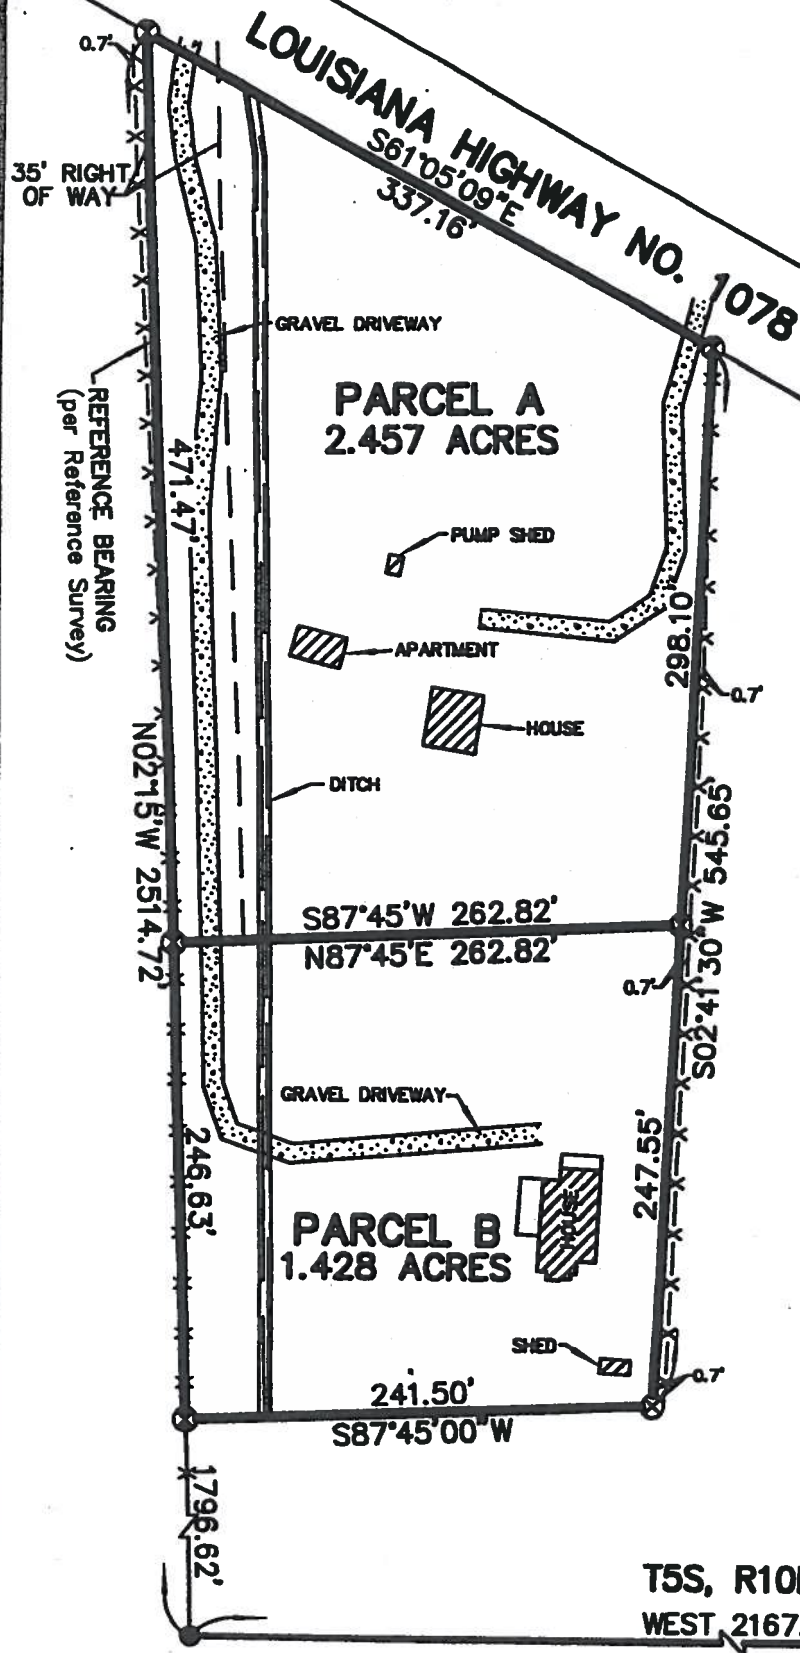 0.7'
LOUISIANA HIGHWAY NO. 1078
S61°05'09"E
337.16'
35' RIGHT
OF WAY
GRAVEL DRIVEWAY
PARCEL A
2.457 ACRES
REFERENCE BEARING
(per Reference Survey)
471.47'
PUMP SHED
APARTMENT
298.10'
0.7'
HOUSE
DITCH
N02°15'W 2514.72'
S02°41'30"W 545.65'
S87°45'W 262.82'
N87°45'E 262.82'
0.7'
GRAVEL DRIVEWAY
246.63'
247.55'
HOUSE
PARCEL B
1.428 ACRES
SHED
0.7'
241.50'
S87°45'00"W
1796.62'
T5S, R10
WEST 2167.